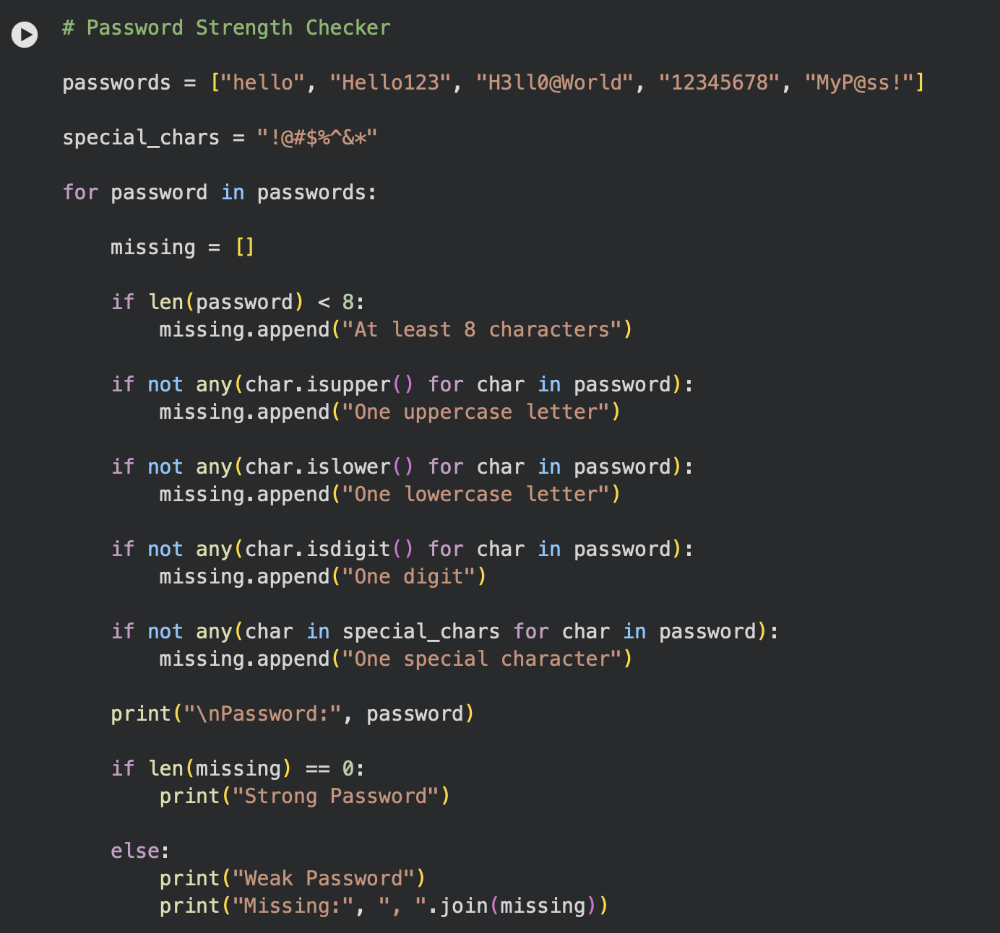 # Password Strength Checker
passwords = ["hello", "Hello123", "H3ll0@World", "12345678", "MyP@ss!"]
special_chars = "!@#$%^&*"
for password in passwords:
    missing = []
    if len(password) < 8:
        missing.append("At least 8 characters")
    if not any(char.isupper() for char in password):
        missing.append("One uppercase letter")
    if not any(char.islower() for char in password):
        missing.append("One lowercase letter")
    if not any(char.isdigit() for char in password):
        missing.append("One digit")
    if not any(char in special_chars for char in password):
        missing.append("One special character")
    print("\nPassword:", password)
    if len(missing) == 0:
        print("Strong Password")
    else:
        print("Weak Password")
        print("Missing:", ", ".join(missing))